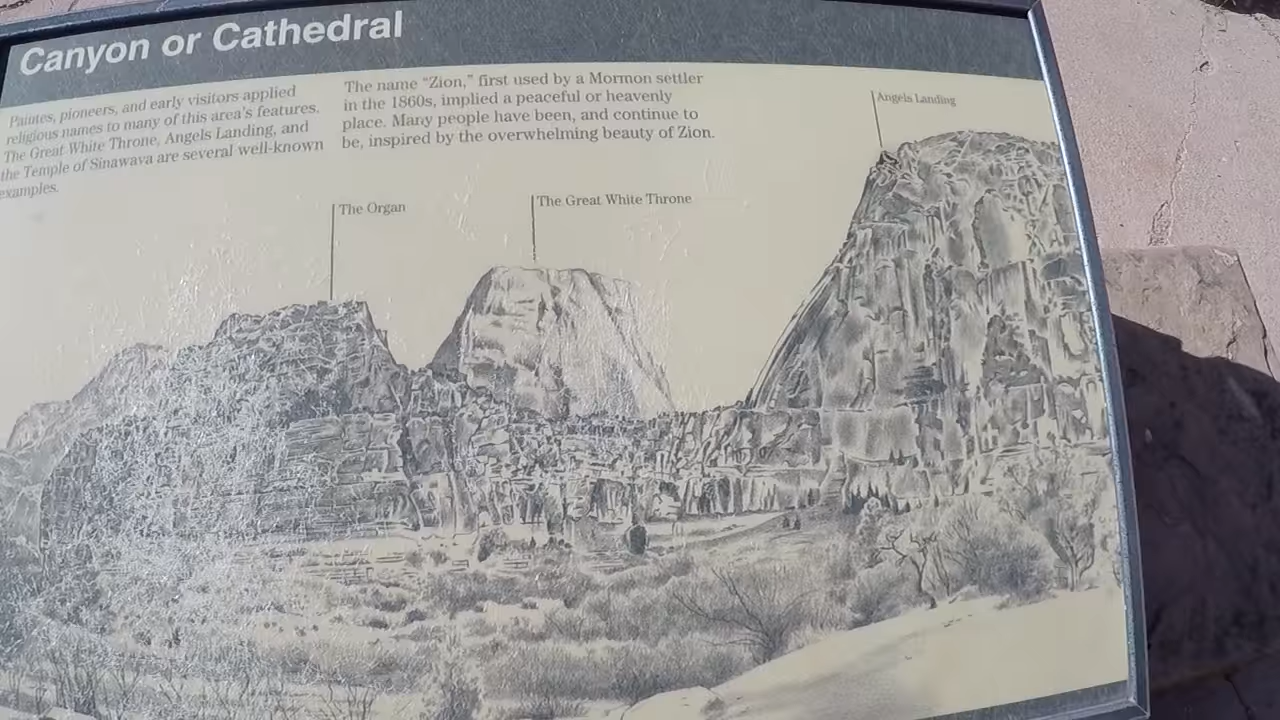 Canyon or Cathedral
Paiutes, pioneers, and early visitors applied
religious names to many of this area's features.
The Great White Throne, Angels Landing, and
the Temple of Sinawava are several well-known
examples.
The name “Zion,” first used by a Mormon settler
in the 1860s, implied a peaceful or heavenly
place. Many people have been, and continue to
be, inspired by the overwhelming beauty of Zion.
Angels Landing
The Organ
The Great White Throne